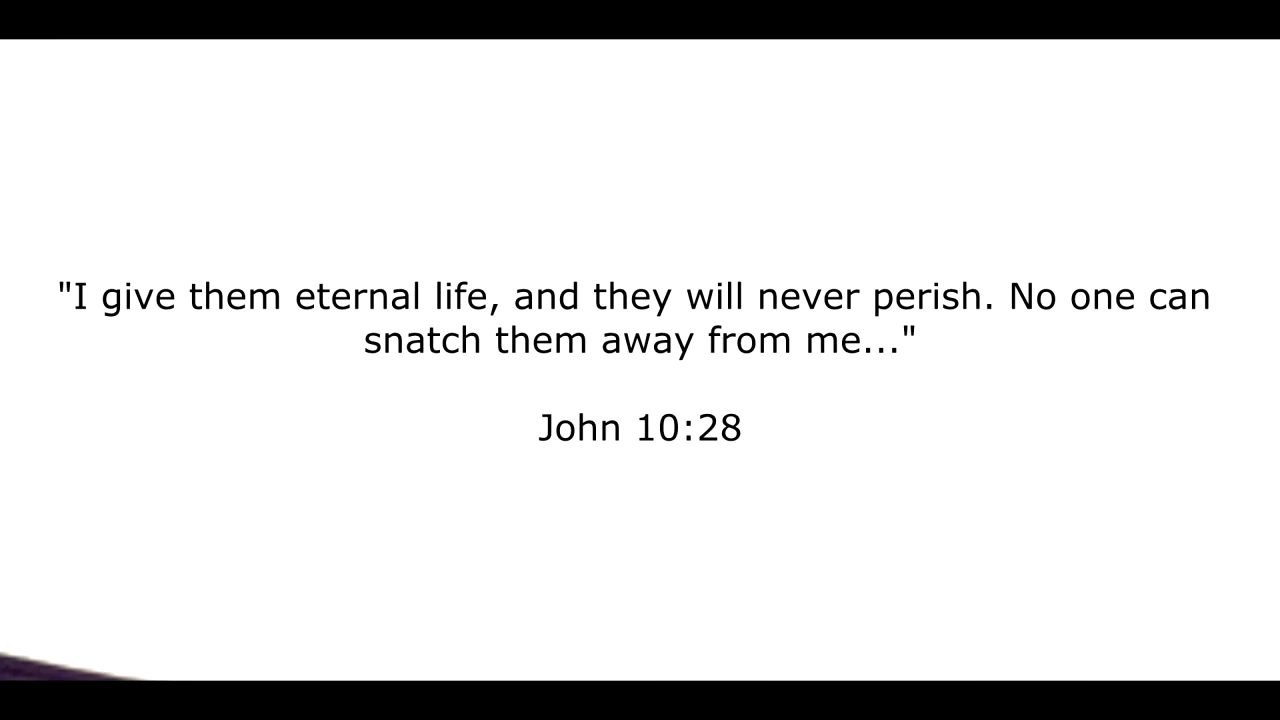 "I give them eternal life, and they will never perish. No one can
snatch them away from me..."
John 10:28